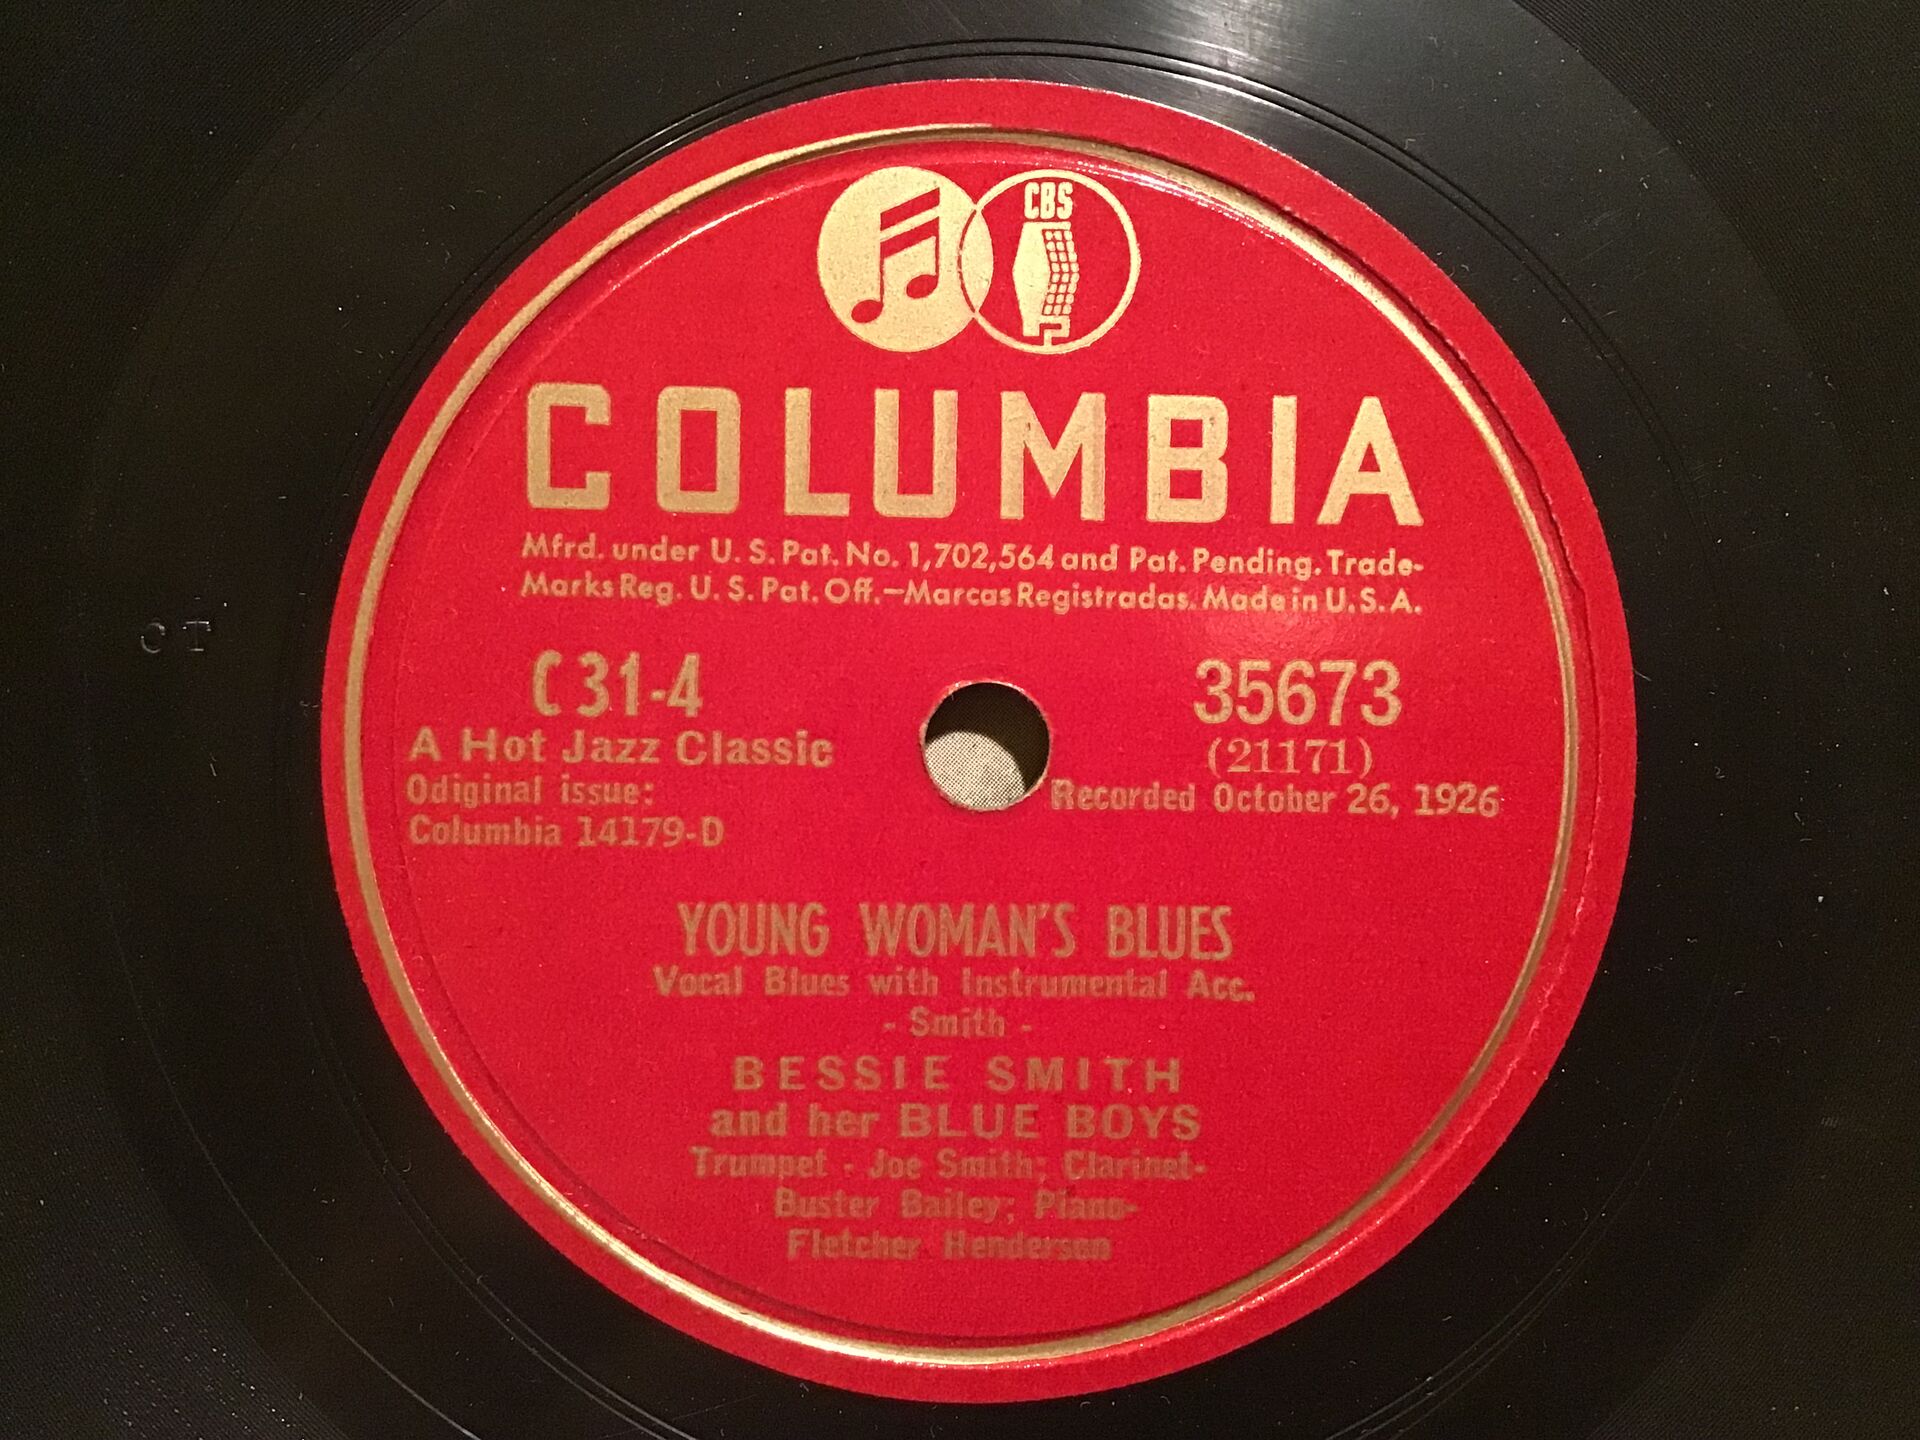 CBS
COLUMBIA
Mfrd. under U. S. Pat. No. 1,702,564 and Pat. Pending. Trade-
Marks Reg. U. S. Pat. Off.—Marcas Registradas. Made in U. S. A.
C 31-4
A Hot Jazz Classic
Odiginal issue:
Columbia 14179-D
35673
(21171)
Recorded October 26, 1926
YOUNG WOMAN'S BLUES
Vocal Blues with Instrumental Acc.
- Smith -
BESSIE SMITH
and her BLUE BOYS
Trumpet - Joe Smith; Clarinet-
Buster Bailey; Piano-
Fletcher Henderson